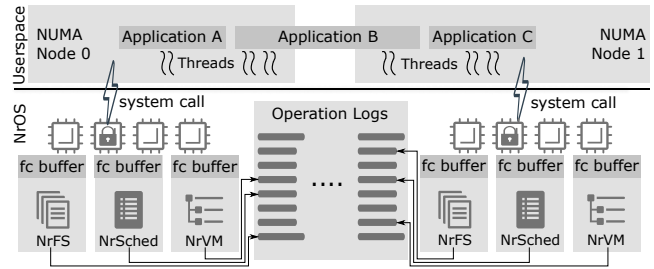 Userspace
NUMA
Node 0
Application A
Application B
Application C
NUMA
Node 1
Threads
Threads
system call
system call
NrOS
Operation Logs
fc buffer
fc buffer
fc buffer
fc buffer
fc buffer
fc buffer
....
NrFS
NrSched
NrVM
NrFS
NrSched
NrVM